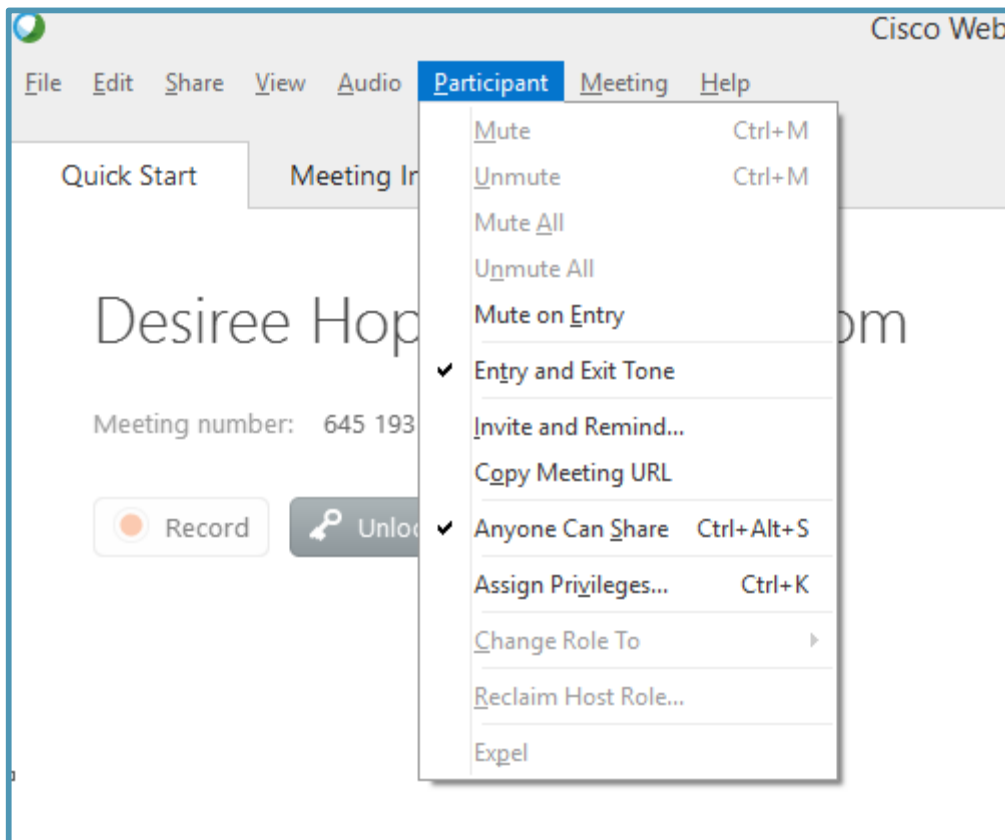 Cisco Web
File Edit Share View Audio Participant Meeting Help
Quick Start Meeting
Mute Ctrl+M
Unmute Ctrl+M
Mute All
Unmute All
Mute on Entry
Entry and Exit Tone
Invite and Remind...
Copy Meeting URL
Anyone Can Share Ctrl+Alt+S
Assign Privileges... Ctrl+K
Change Role To
Reclaim Host Role...
Expel
Desiree Hop om
Meeting number: 645 193
Record Unloc